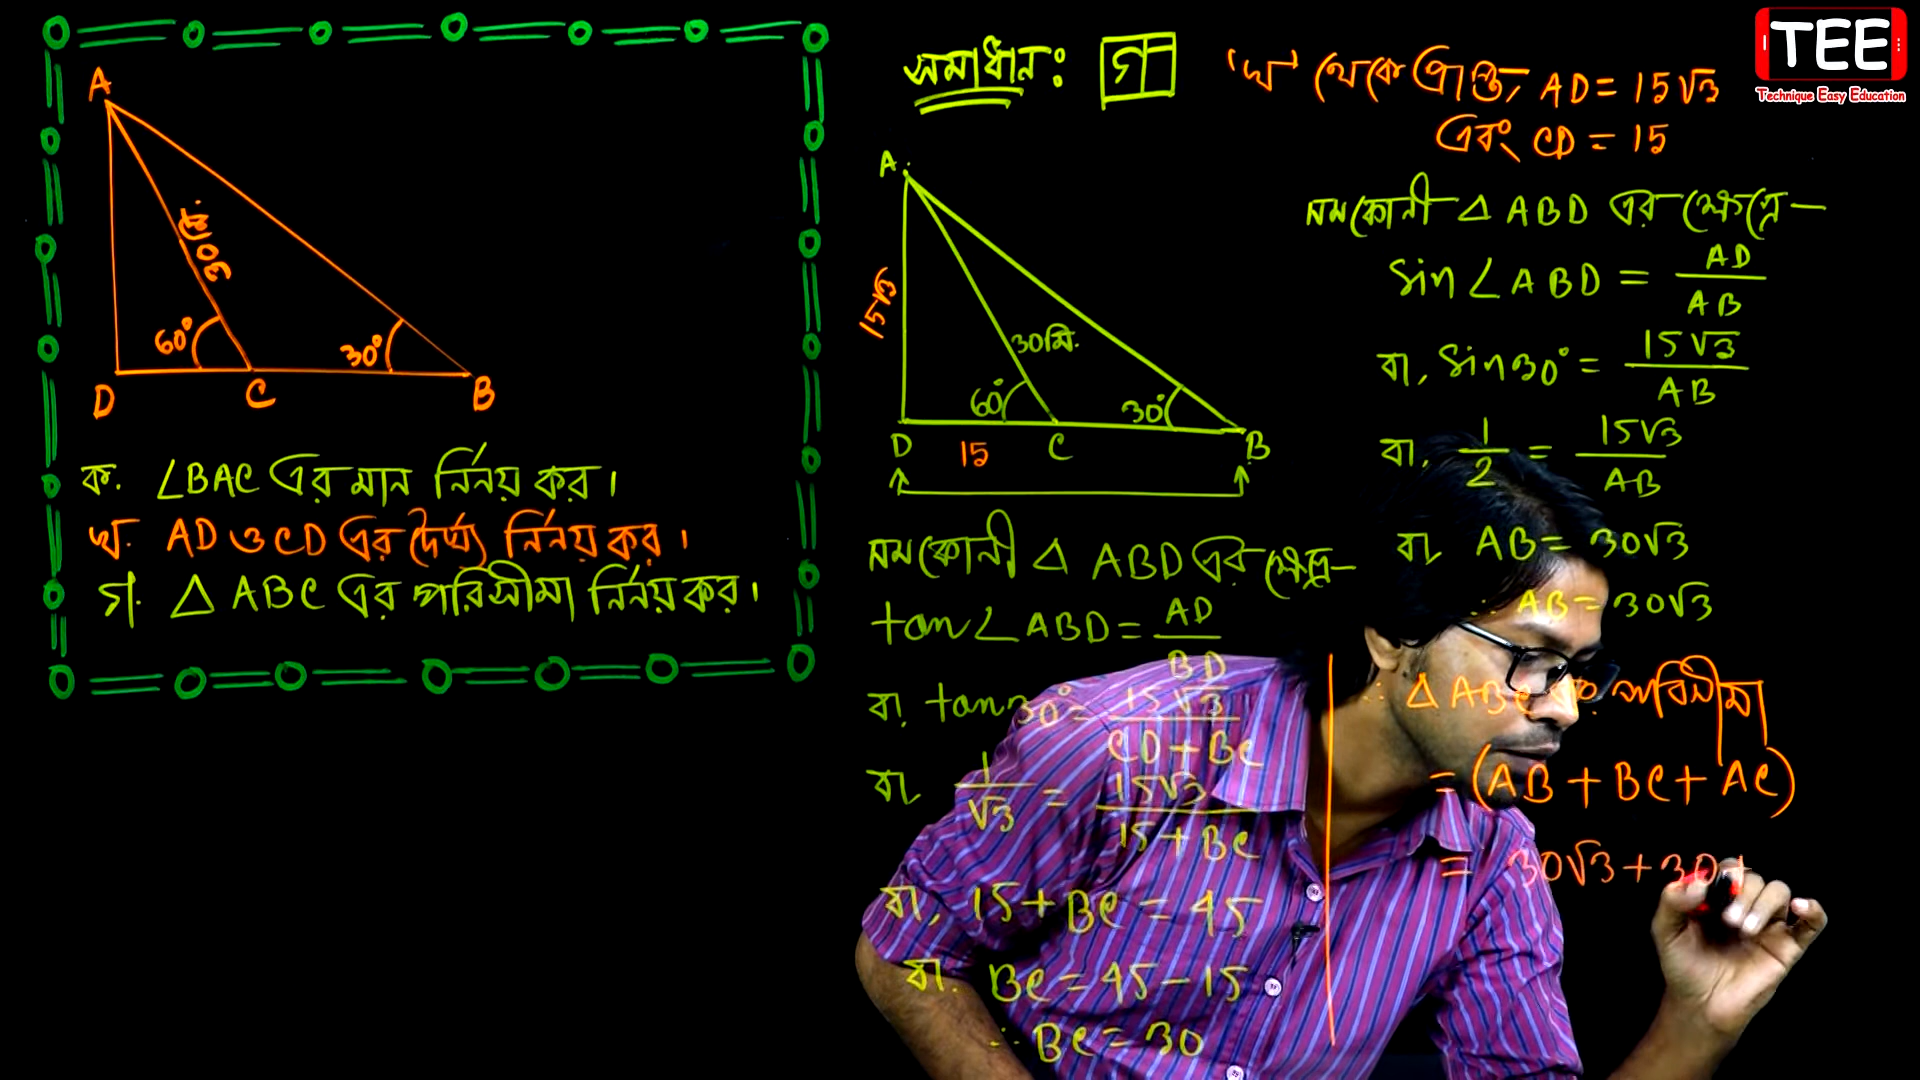 A
30 মি.
60°
30°
D
C
B
ক. ∠BAC এর মান নির্নয় কর।
খ. AD ও CD এর দৈর্ঘ্য নির্নয় কর।
গ. △ ABC এর পরিসীমা নির্নয় কর।
সমাধান: গ
'খ' থেকে প্রাপ্ত, AD = 15√3
এবং CD = 15
A
15√3
30মি.
60°
30°
D
15
C
B
সমকোনী △ ABD এর ক্ষেত্রে-
tan∠ABD = AD/BD
বা, tan30° = 15√3/CD+BC
বা, 1/√3 = 15√3/15+BC
বা, 15+BC = 45
বা, BC = 45-15
∴ BC = 30
সমকোনী △ ABD এর ক্ষেত্রে-
sin∠ABD = AD/AB
বা, sin30° = 15√3/AB
বা, 1/2 = 15√3/AB
বা, AB = 30√3
∴ AB = 30√3
∴ △ ABC এর পরিসীমা
= (AB + BC + AC)
= 30√3 + 30 +
TEE
Technique Easy Education